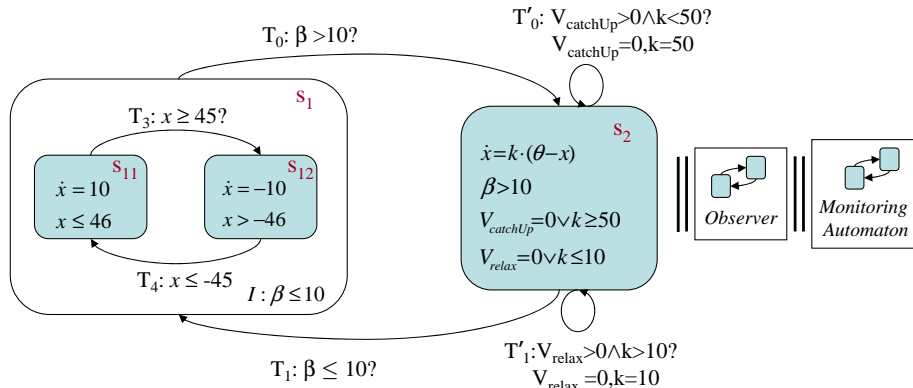 T₀: β >10?
T′₀: V_catchUp>0∧k<50?
V_catchUp=0,k=50
s₁
T₃: x ≥ 45?
s₁₁
ẋ = 10
x ≤ 46
s₁₂
ẋ = −10
x > −46
T₄: x ≤ -45
I : β ≤ 10
s₂
ẋ = k·(θ−x)
β>10
V_catchUp=0∨k≥50
V_relax=0∨k≤10
Observer
Monitoring
Automaton
T₁: β ≤ 10?
T′₁:V_relax>0∧k>10?
V_relax =0,k=10